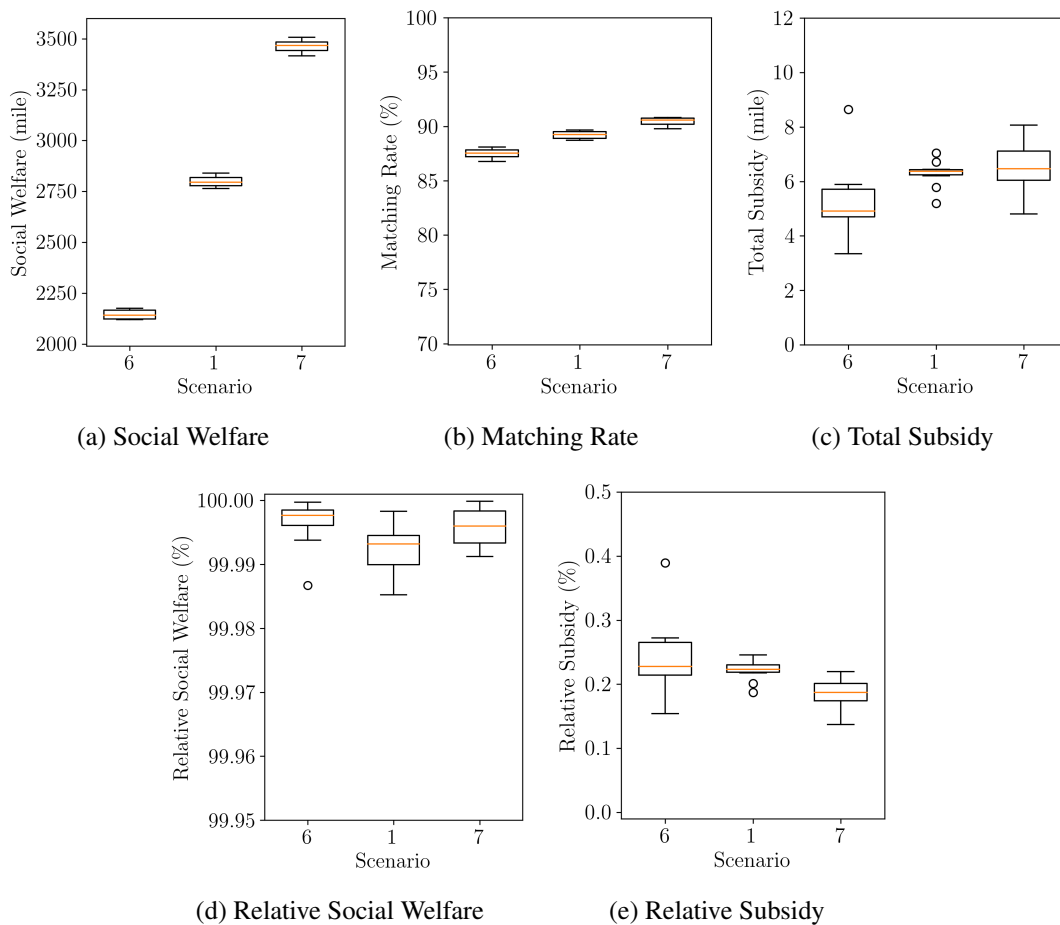 3500
3250
3000
2750
2500
2250
2000
Social Welfare (mile)
6 1 7
Scenario
(a) Social Welfare
100
95
90
85
80
75
70
Matching Rate (%)
6 1 7
Scenario
(b) Matching Rate
12
10
8
6
4
2
0
Total Subsidy (mile)
6 1 7
Scenario
(c) Total Subsidy
100.00
99.99
99.98
99.97
99.96
99.95
Relative Social Welfare (%)
6 1 7
Scenario
(d) Relative Social Welfare
0.5
0.4
0.3
0.2
0.1
0.0
Relative Subsidy (%)
6 1 7
Scenario
(e) Relative Subsidy